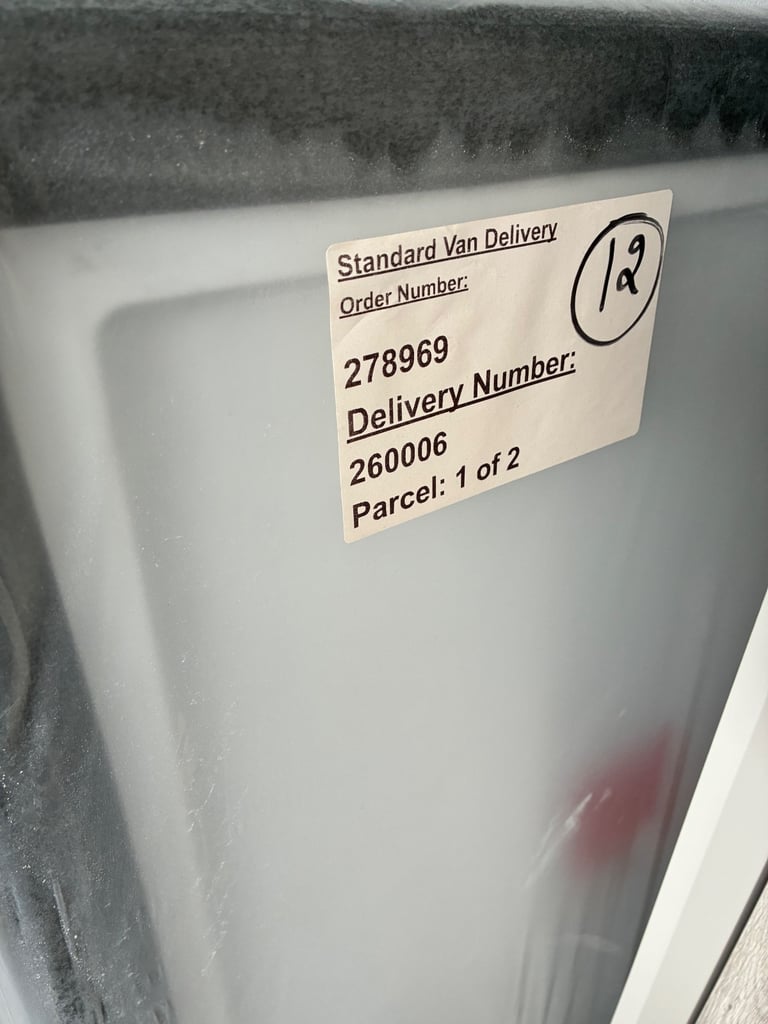 Standard Van Delivery
12
Order Number:
278969
Delivery Number:
260006
Parcel: 1 of 2